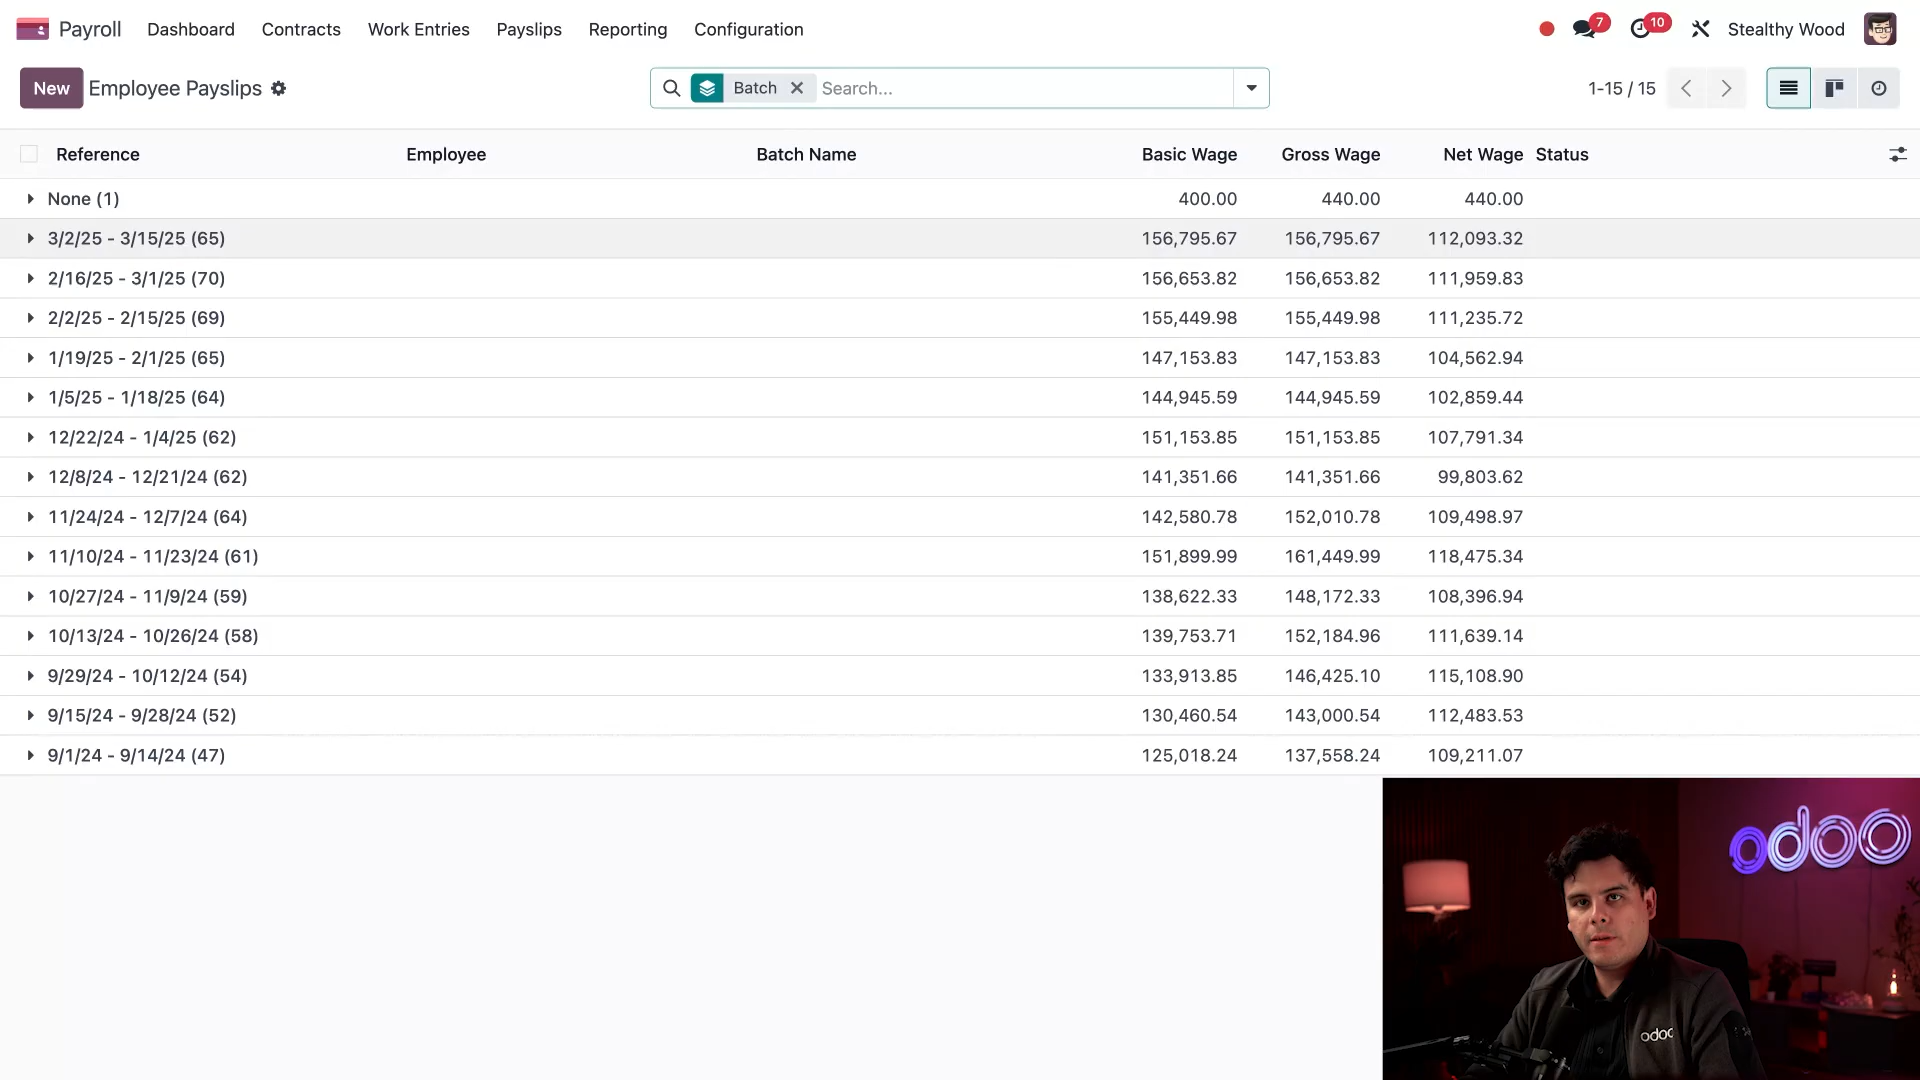 Payroll Dashboard Contracts Work Entries Payslips Reporting Configuration 7 10 Stealthy Wood
New Employee Payslips Batch Search... 1-15 / 15
Reference Employee Batch Name Basic Wage Gross Wage Net Wage Status
None (1) 400.00 440.00 440.00
3/2/25 - 3/15/25 (65) 156,795.67 156,795.67 112,093.32
2/16/25 - 3/1/25 (70) 156,653.82 156,653.82 111,959.83
2/2/25 - 2/15/25 (69) 155,449.98 155,449.98 111,235.72
1/19/25 - 2/1/25 (65) 147,153.83 147,153.83 104,562.94
1/5/25 - 1/18/25 (64) 144,945.59 144,945.59 102,859.44
12/22/24 - 1/4/25 (62) 151,153.85 151,153.85 107,791.34
12/8/24 - 12/21/24 (62) 141,351.66 141,351.66 99,803.62
11/24/24 - 12/7/24 (64) 142,580.78 152,010.78 109,498.97
11/10/24 - 11/23/24 (61) 151,899.99 161,449.99 118,475.34
10/27/24 - 11/9/24 (59) 138,622.33 148,172.33 108,396.94
10/13/24 - 10/26/24 (58) 139,753.71 152,184.96 111,639.14
9/29/24 - 10/12/24 (54) 133,913.85 146,425.10 115,108.90
9/15/24 - 9/28/24 (52) 130,460.54 143,000.54 112,483.53
9/1/24 - 9/14/24 (47) 125,018.24 137,558.24 109,211.07
odoo
odoo